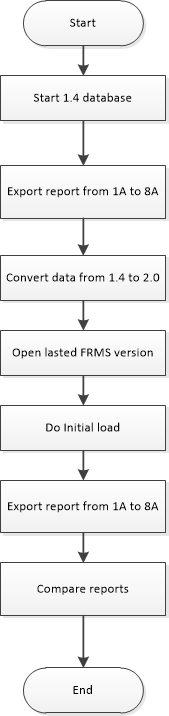 Start
Start 1.4 database
Export report from 1A to 8A
Convert data from 1.4 to 2.0
Open lasted FRMS version
Do Initial load
Export report from 1A to 8A
Compare reports
End